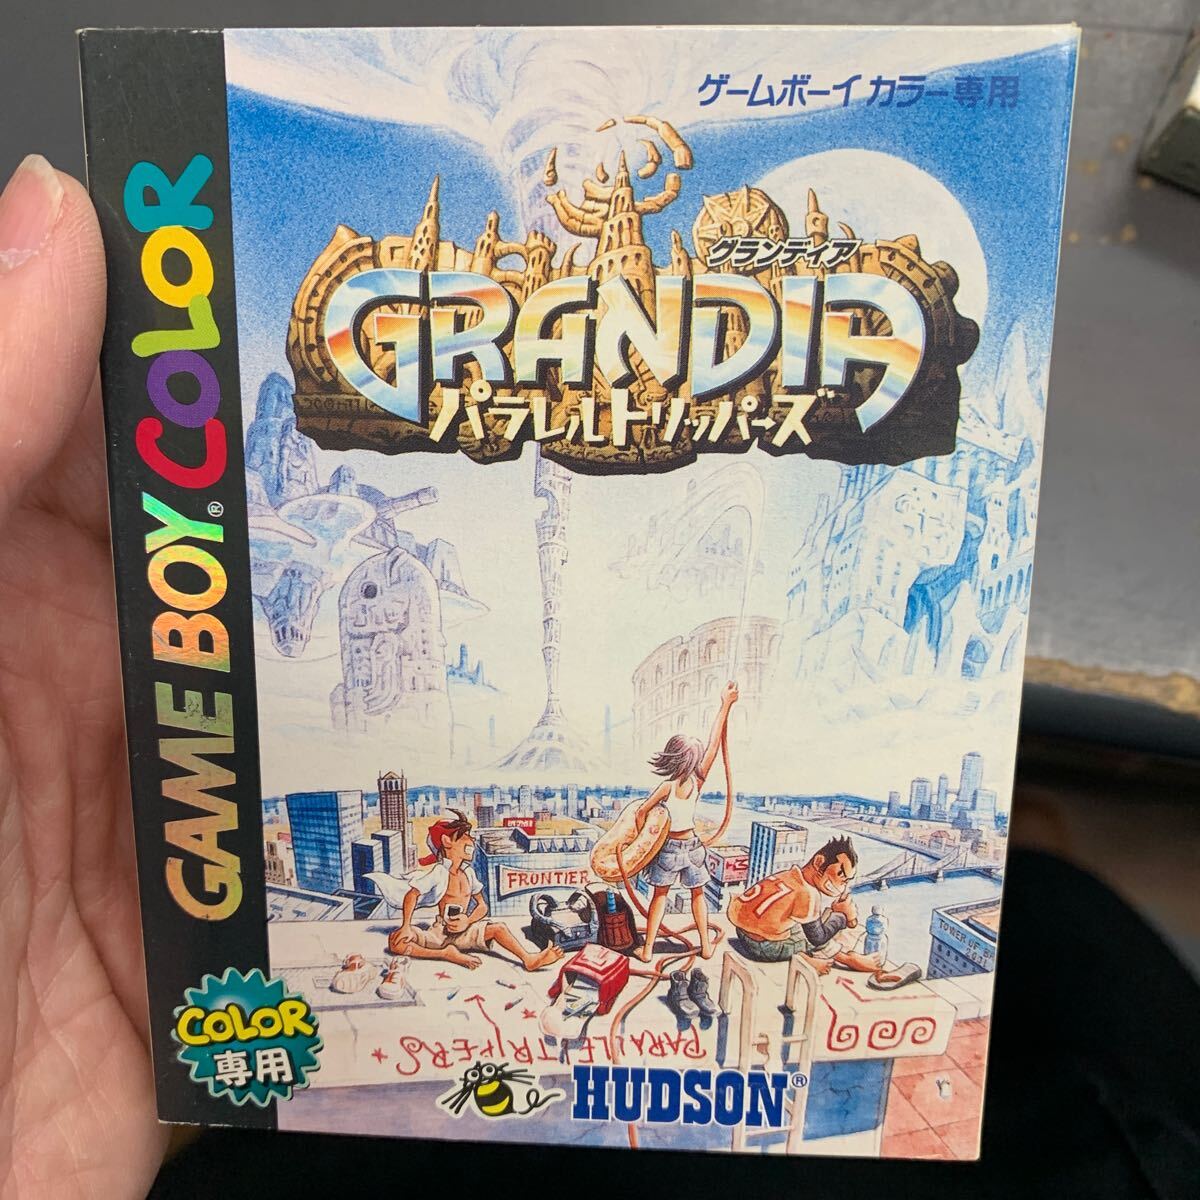 GAME BOY® COLOR
ゲームボーイ カラー専用
グランディア
GRANDIA
パラレルトリッパーズ
FRONTIER
67
2001
PARALLEL TRIPPERS
COLOR
専用
HUDSON®